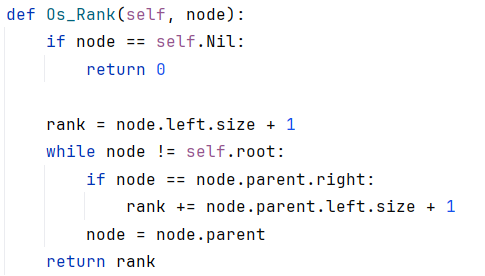 def Os_Rank(self, node):
    if node == self.Nil:
        return 0

    rank = node.left.size + 1
    while node != self.root:
        if node == node.parent.right:
            rank += node.parent.left.size + 1
        node = node.parent
    return rank